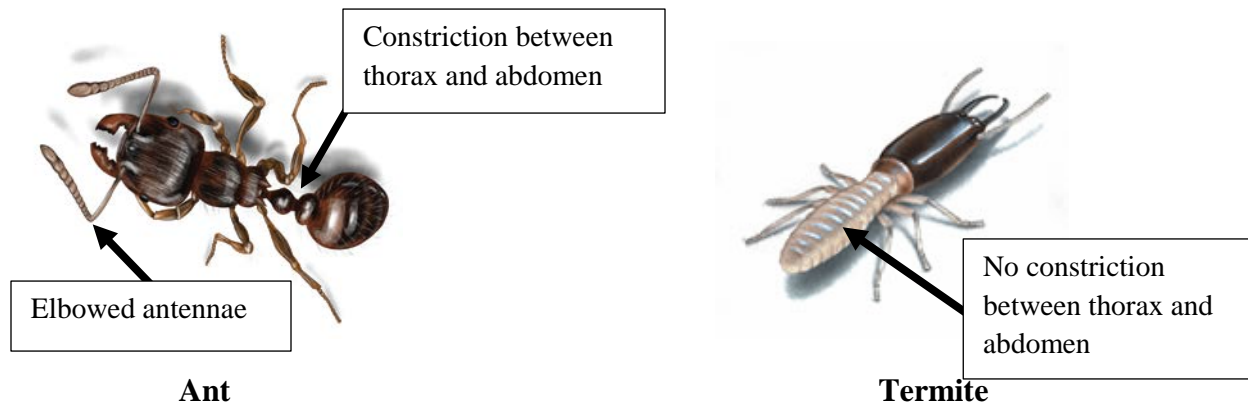 Constriction between
thorax and abdomen
Elbowed antennae
Ant
No constriction
between thorax and
abdomen
Termite